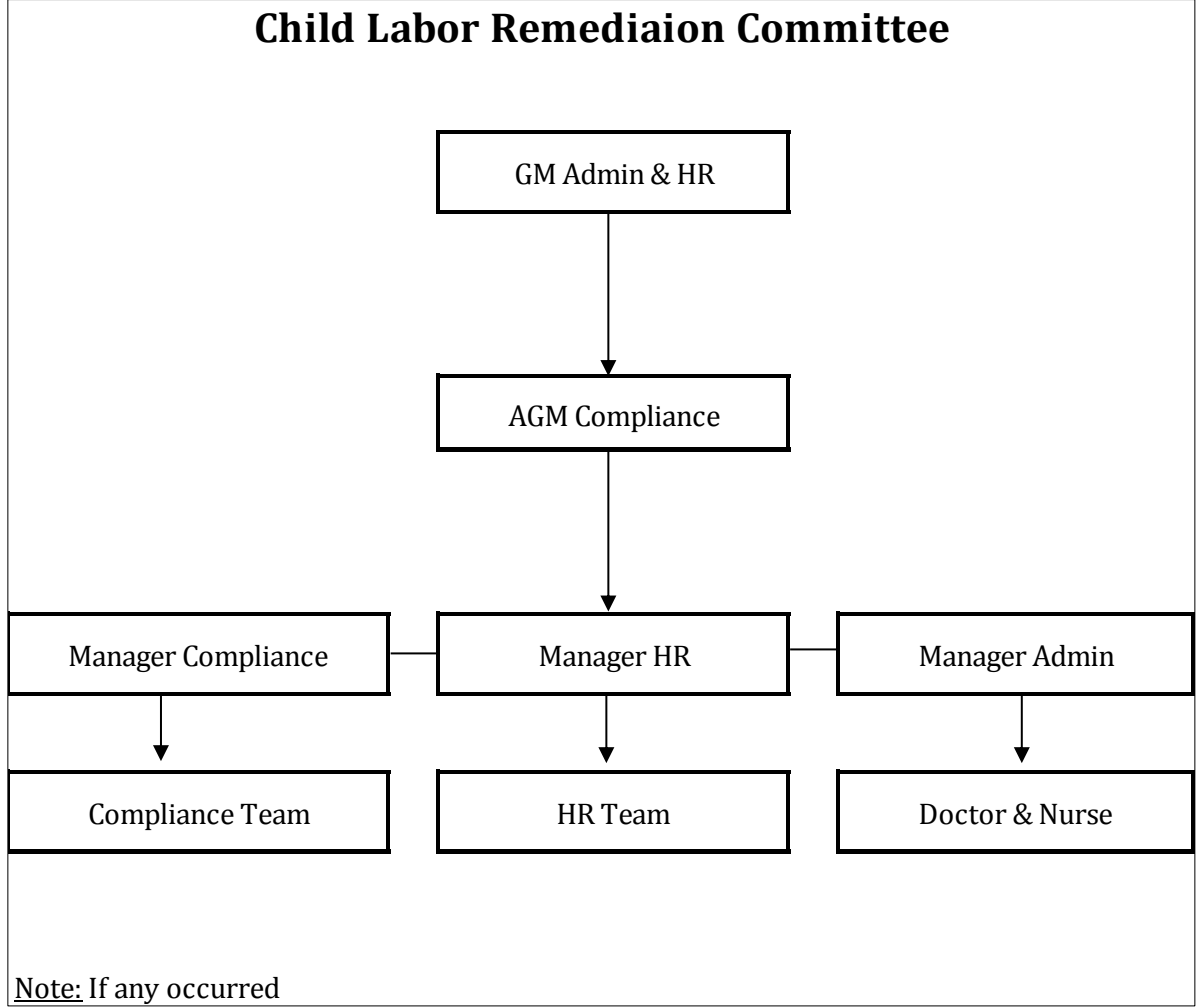 Child Labor Remediaion Committee
GM Admin & HR
AGM Compliance
Manager Compliance
Manager HR
Manager Admin
Compliance Team
HR Team
Doctor & Nurse
Note: If any occurred